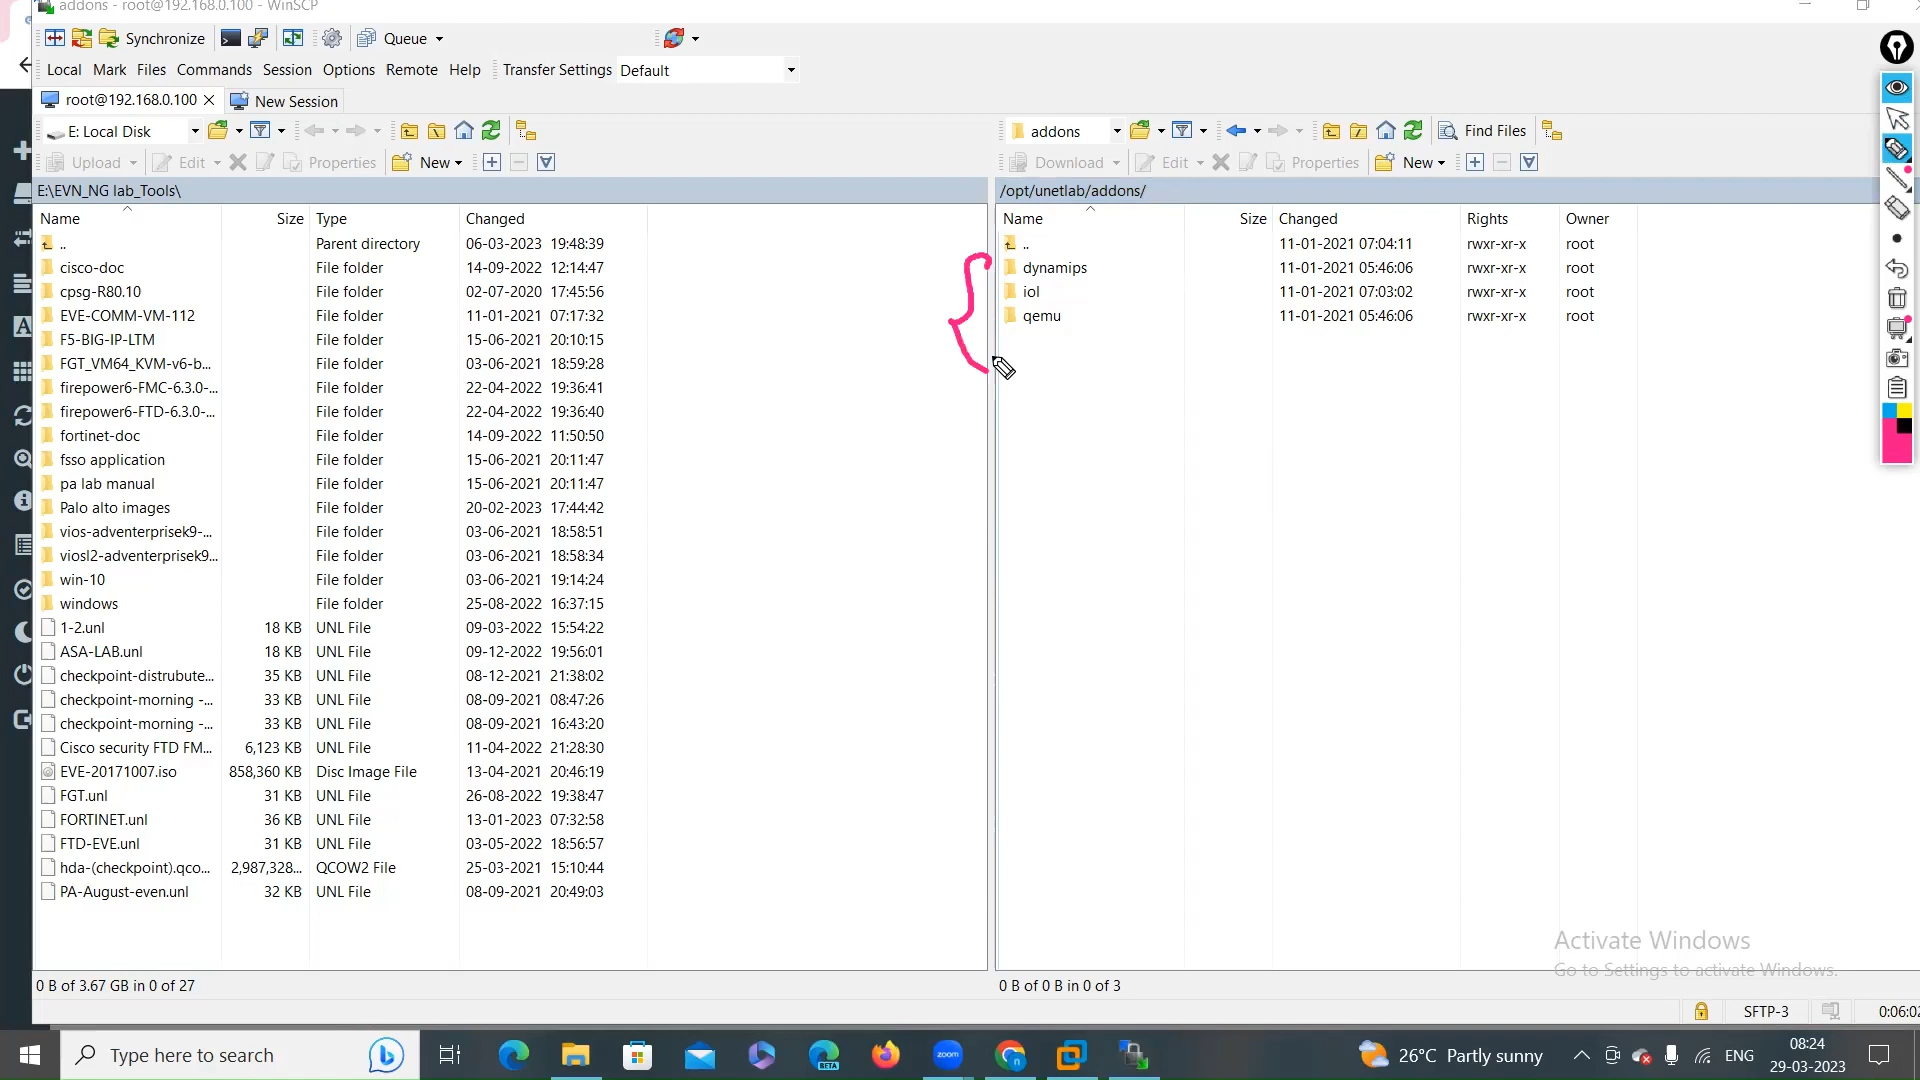 addons - root@192.168.0.100 - WinSCP
Synchronize Queue
Local Mark Files Commands Session Options Remote Help Transfer Settings Default
root@192.168.0.100 New Session
E: Local Disk addons Find Files
Upload Edit Properties New Download Edit Properties New
E:\EVN_NG lab_Tools\ /opt/unetlab/addons/
Name Size Type Changed Name Size Changed Rights Owner
.. Parent directory 06-03-2023 19:48:39 .. 11-01-2021 07:04:11 rwxr-xr-x root
cisco-doc File folder 14-09-2022 12:14:47 dynamips 11-01-2021 05:46:06 rwxr-xr-x root
cpsg-R80.10 File folder 02-07-2020 17:45:56 iol 11-01-2021 07:03:02 rwxr-xr-x root
EVE-COMM-VM-112 File folder 11-01-2021 07:17:32 qemu 11-01-2021 05:46:06 rwxr-xr-x root
F5-BIG-IP-LTM File folder 15-06-2021 20:10:15
FGT_VM64_KVM-v6-b... File folder 03-06-2021 18:59:28
firepower6-FMC-6.3.0-... File folder 22-04-2022 19:36:41
firepower6-FTD-6.3.0-... File folder 22-04-2022 19:36:40
fortinet-doc File folder 14-09-2022 11:50:50
fsso application File folder 15-06-2021 20:11:47
pa lab manual File folder 15-06-2021 20:11:47
Palo alto images File folder 20-02-2023 17:44:42
vios-adventerprisek9-... File folder 03-06-2021 18:58:51
viosl2-adventerprisek9... File folder 03-06-2021 18:58:34
win-10 File folder 03-06-2021 19:14:24
windows File folder 25-08-2022 16:37:15
1-2.unl 18 KB UNL File 09-03-2022 15:54:22
ASA-LAB.unl 18 KB UNL File 09-12-2022 19:56:01
checkpoint-distrubute... 35 KB UNL File 08-12-2021 21:38:02
checkpoint-morning -... 33 KB UNL File 08-09-2021 08:47:26
checkpoint-morning -... 33 KB UNL File 08-09-2021 16:43:20
Cisco security FTD FM... 6,123 KB UNL File 11-04-2022 21:28:30
EVE-20171007.iso 858,360 KB Disc Image File 13-04-2021 20:46:19
FGT.unl 31 KB UNL File 26-08-2022 19:38:47
FORTINET.unl 36 KB UNL File 13-01-2023 07:32:58
FTD-EVE.unl 31 KB UNL File 03-05-2022 18:56:57
hda-(checkpoint).qco... 2,987,328... QCOW2 File 25-03-2021 15:10:44
PA-August-even.unl 32 KB UNL File 08-09-2021 20:49:03
Activate Windows
Go to Settings to activate Windows.
0 B of 3.67 GB in 0 of 27 0 B of 0 B in 0 of 3
SFTP-3 0:06:02
Type here to search zoom BETA 26°C Partly sunny ENG 08:24
29-03-2023